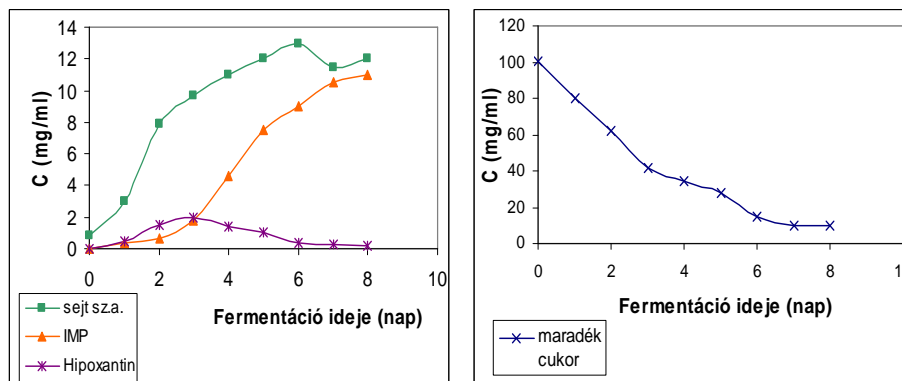 C (mg/ml)
14
12
10
8
6
4
2
0
0 2 4 6 8 10
Fermentáció ideje (nap)
sejt sz.a.
IMP
Hipoxantin
C (mg/ml)
120
100
80
60
40
20
0
0 2 4 6 8 10
Fermentáció ideje (nap)
maradék
cukor